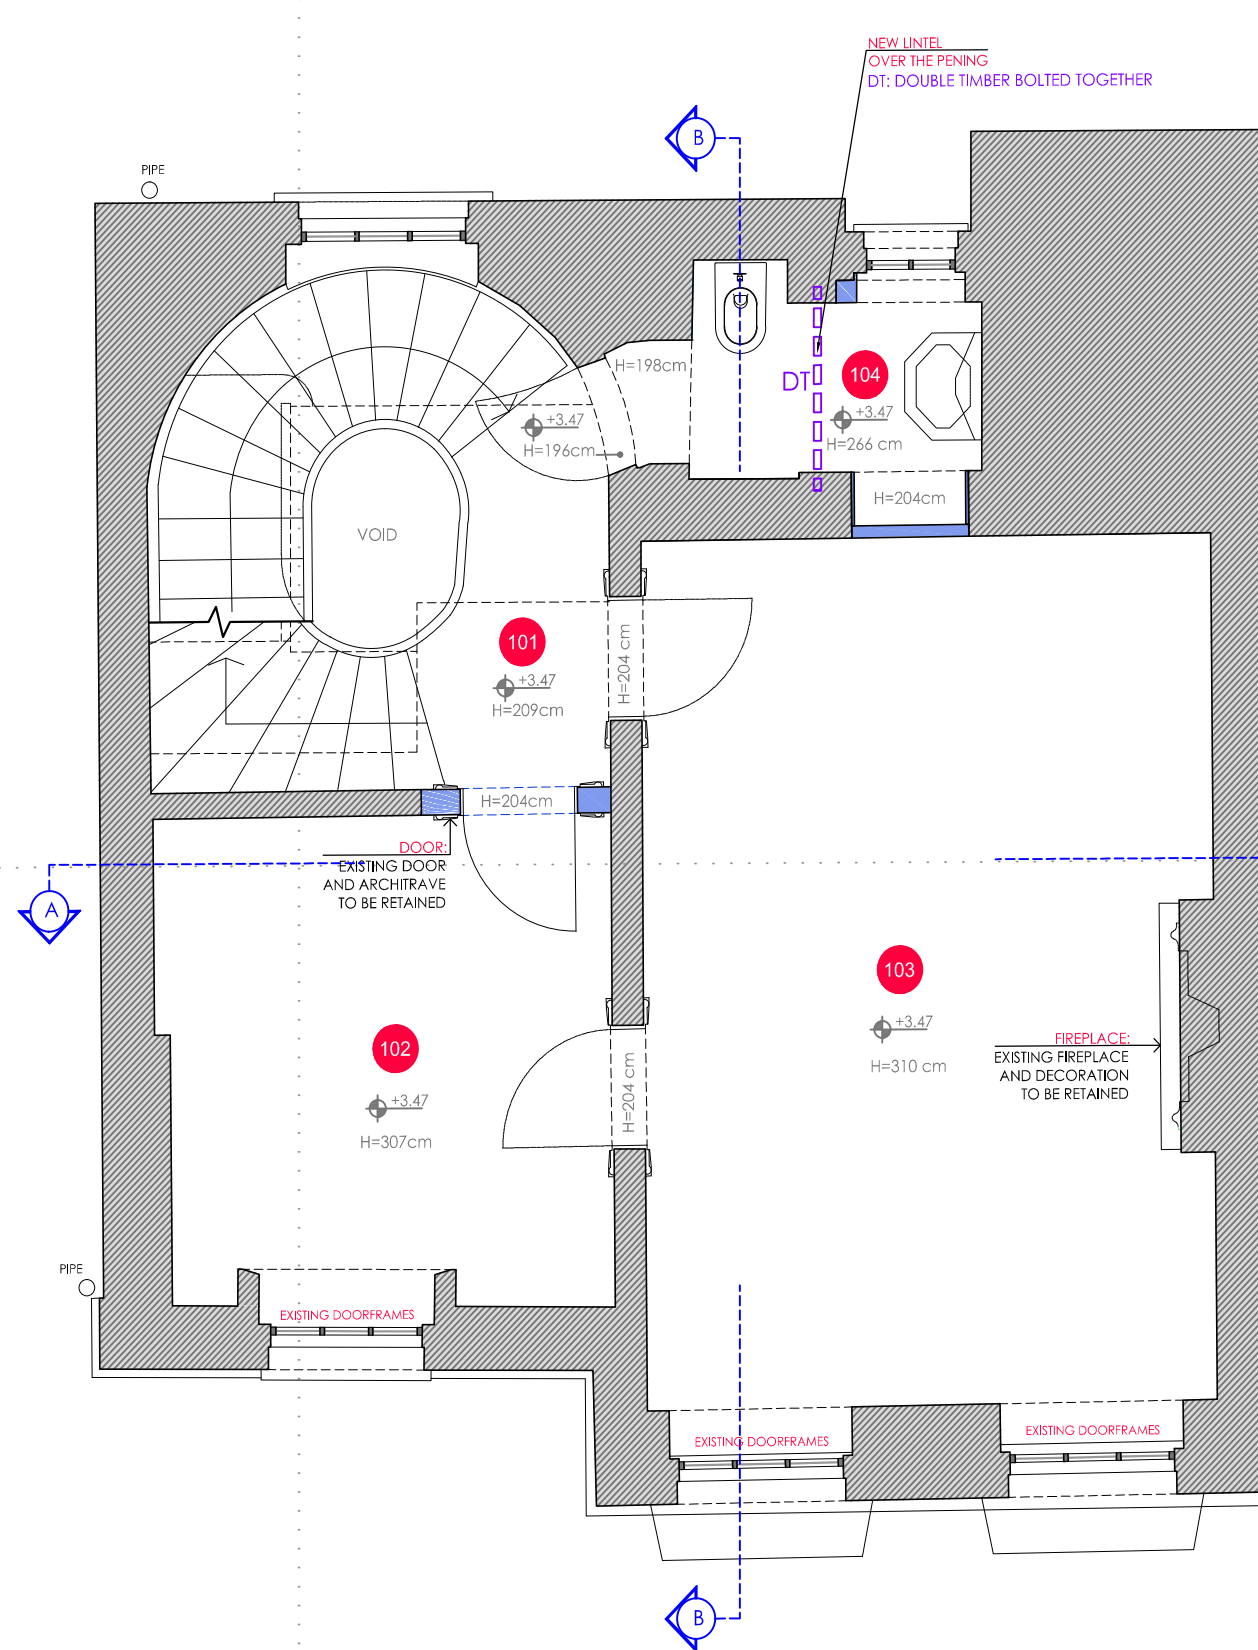 NEW LINTEL
OVER THE PENING
DT: DOUBLE TIMBER BOLTED TOGETHER
B
PIPE
H=198cm
DT
104
+3.47
H=266 cm
+3.47
H=196cm
H=204cm
VOID
101
+3.47
H=209cm
H=204 cm
H=204cm
DOOR:
EXISTING DOOR
AND ARCHITRAVE
TO BE RETAINED
A
103
+3.47
H=310 cm
FIREPLACE:
EXISTING FIREPLACE
AND DECORATION
TO BE RETAINED
102
+3.47
H=307cm
H=204 cm
PIPE
EXISTING DOORFRAMES
EXISTING DOORFRAMES
EXISTING DOORFRAMES
B